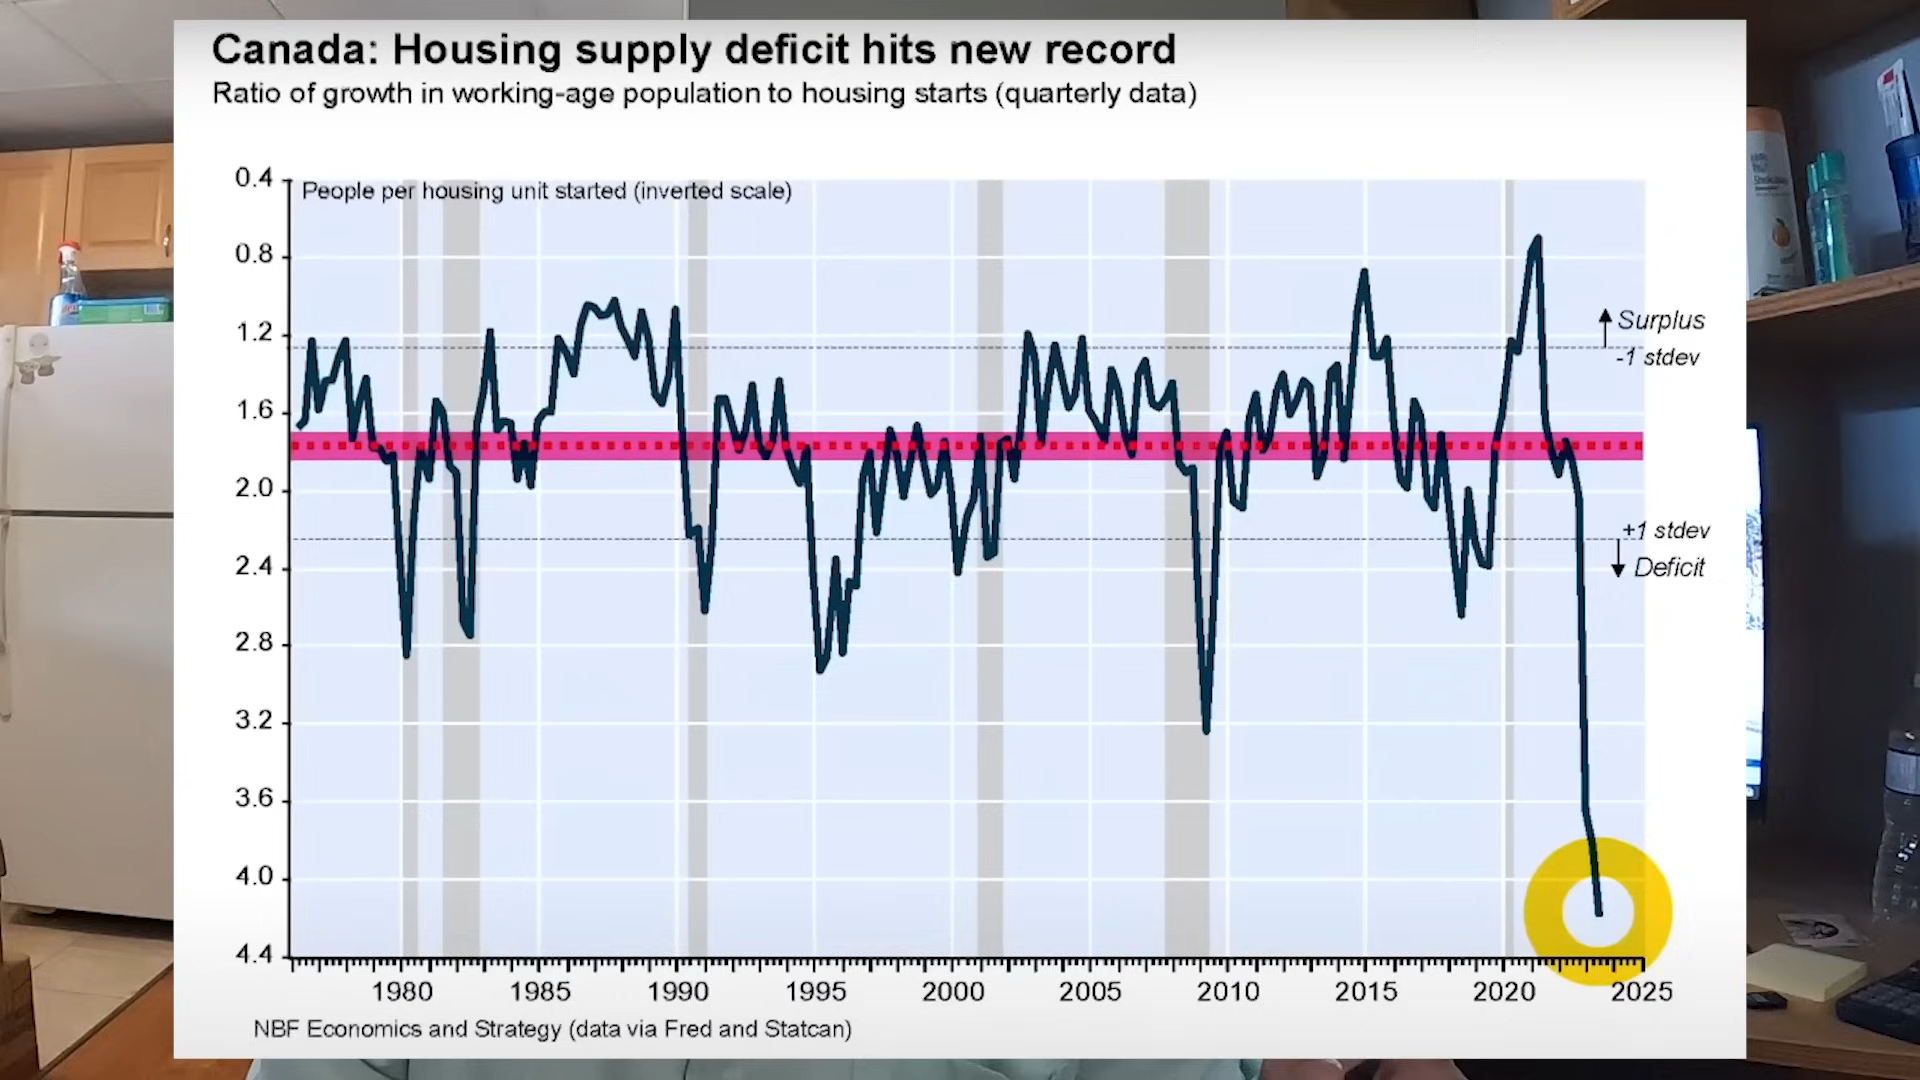 Canada: Housing supply deficit hits new record
Ratio of growth in working-age population to housing starts (quarterly data)
People per housing unit started (inverted scale)
0.4
0.8
1.2
1.6
2.0
2.4
2.8
3.2
3.6
4.0
4.4
Surplus
-1 stdev
+1 stdev
Deficit
1980 1985 1990 1995 2000 2005 2010 2015 2020 2025
NBF Economics and Strategy (data via Fred and Statcan)